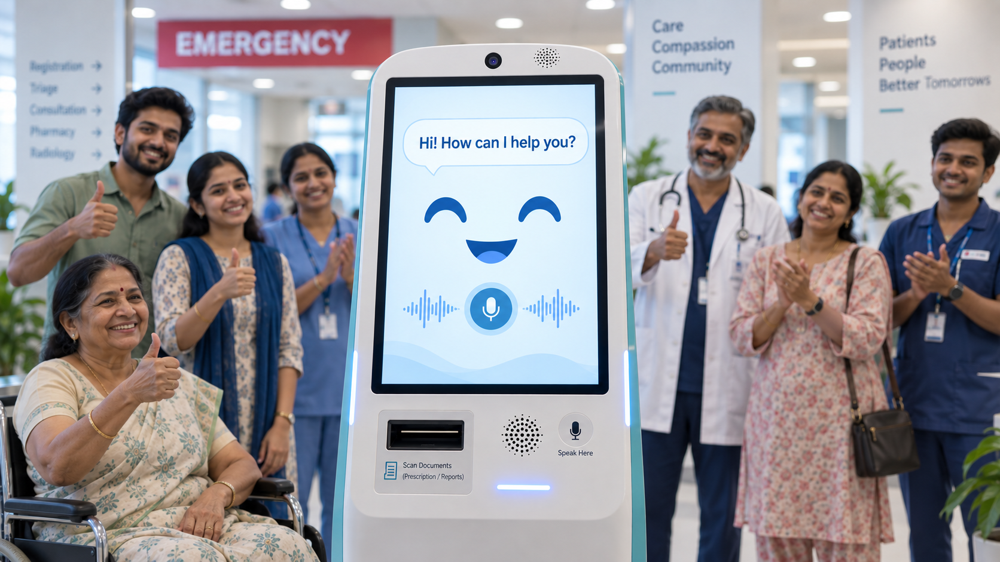 EMERGENCY
Registration →
Triage →
Consultation →
Pharmacy →
Radiology →
Care
Compassion
Community
Patients
People
Better Tomorrows
Hi! How can I help you?
Scan Documents
(Prescription / Reports)
Speak Here